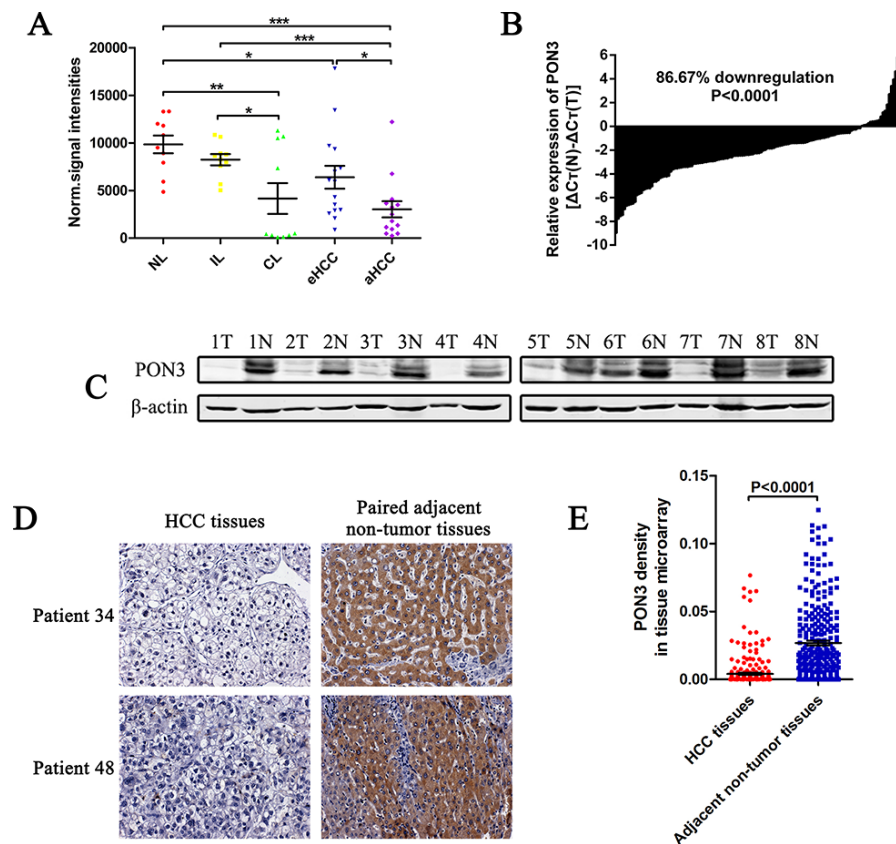 A
***
***
*
*
**
*
Norm.signal intensities
20000
15000
10000
5000
0
NL
IL
CL
eHCC
aHCC
B
Relative expression of PON3
[ΔCT(N)-ΔCT(T)]
6
4
2
0
-2
-4
-6
-8
-10
86.67% downregulation
P<0.0001
C
1T 1N 2T 2N 3T 3N 4T 4N 5T 5N 6T 6N 7T 7N 8T 8N
PON3
β-actin
D
HCC tissues
Paired adjacent
non-tumor tissues
Patient 34
Patient 48
E
PON3 density
in tissue microarray
0.15
0.10
0.05
0.00
P<0.0001
HCC tissues
Adjacent non-tumor tissues